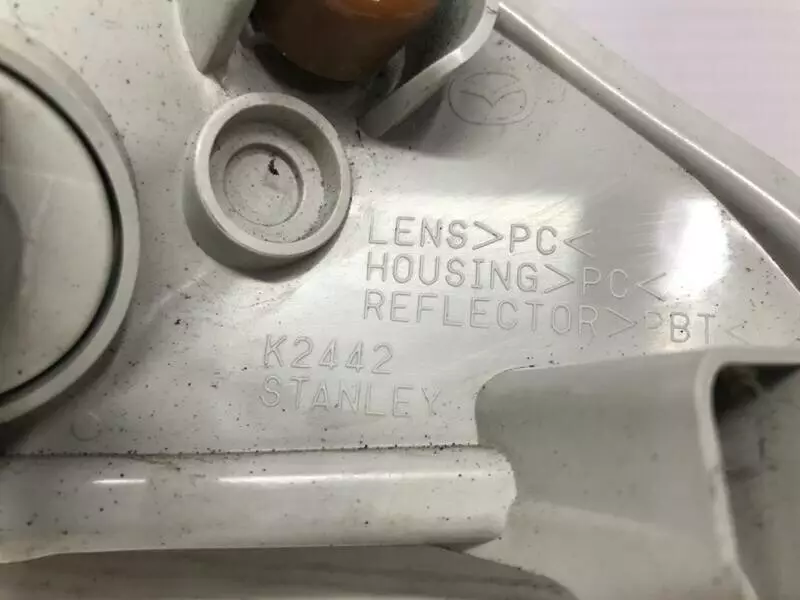 LENS>PC<
HOUSING>PC<
REFLECTOR>PBT<
K2442
STANLEY